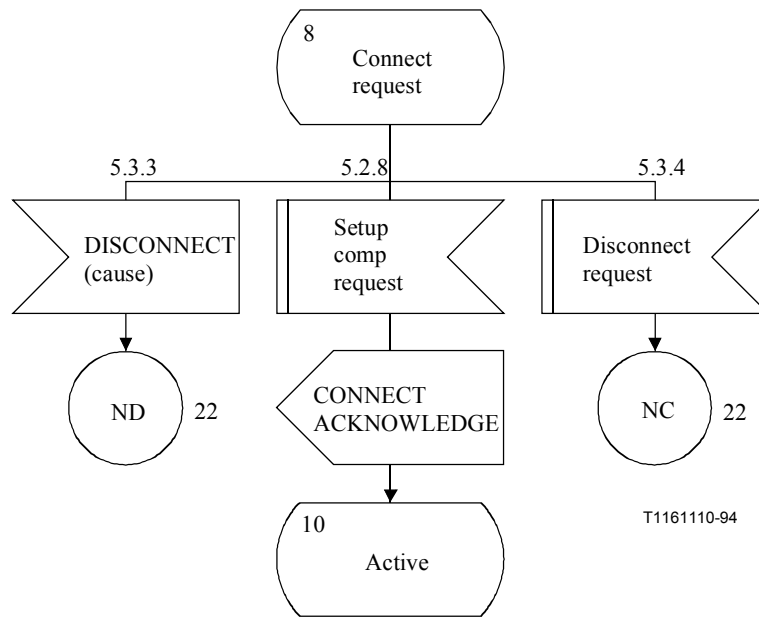 8
Connect
request
5.3.3
5.2.8
5.3.4
DISCONNECT
(cause)
Setup
comp
request
Disconnect
request
ND
22
CONNECT
ACKNOWLEDGE
NC
22
10
Active
T1161110-94